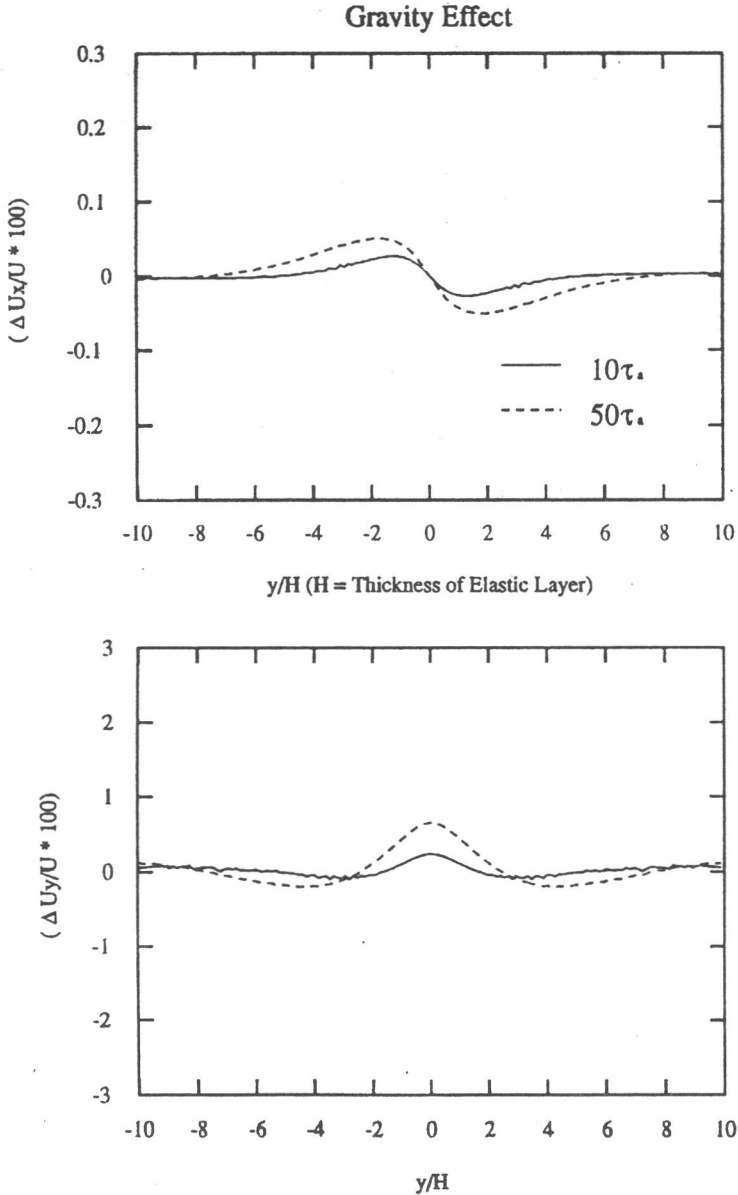 Gravity Effect
0.3
0.2
0.1
0
-0.1
-0.2
-0.3
( Δ Ux/U * 100)
10τₐ
50τₐ
-10 -8 -6 -4 -2 0 2 4 6 8 10
y/H (H = Thickness of Elastic Layer)
3
2
1
0
-1
-2
-3
( Δ Uy/U * 100)
-10 -8 -6 -4 -2 0 2 4 6 8 10
y/H